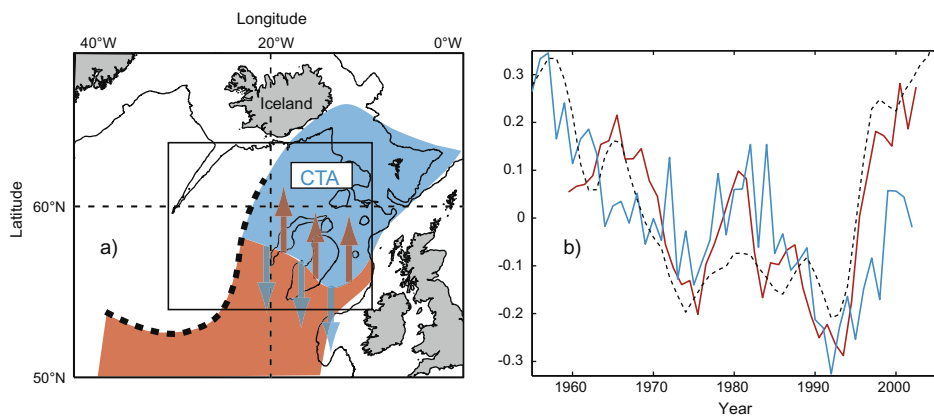 Longitude
40°W
20°W
0°W
Latitude
60°N
50°N
Iceland
CTA
a)
0.3
0.2
0.1
0
-0.1
-0.2
-0.3
b)
1960
1970
1980
1990
2000
Year